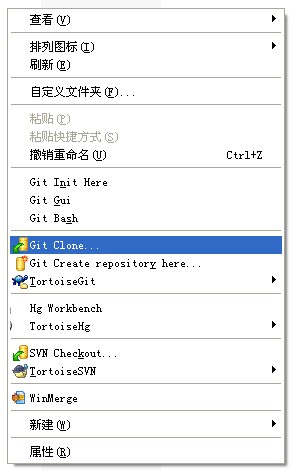 查看(V)
排列图标(I)
刷新(E)
自定义文件夹(F)...
粘贴(P)
粘贴快捷方式(S)
撤销重命名(U) Ctrl+Z
Git Init Here
Git Gui
Git Bash
Git Clone...
Git Create repository here...
TortoiseGit
Hg Workbench
TortoiseHg
SVN Checkout...
TortoiseSVN
WinMerge
新建(W)
属性(R)